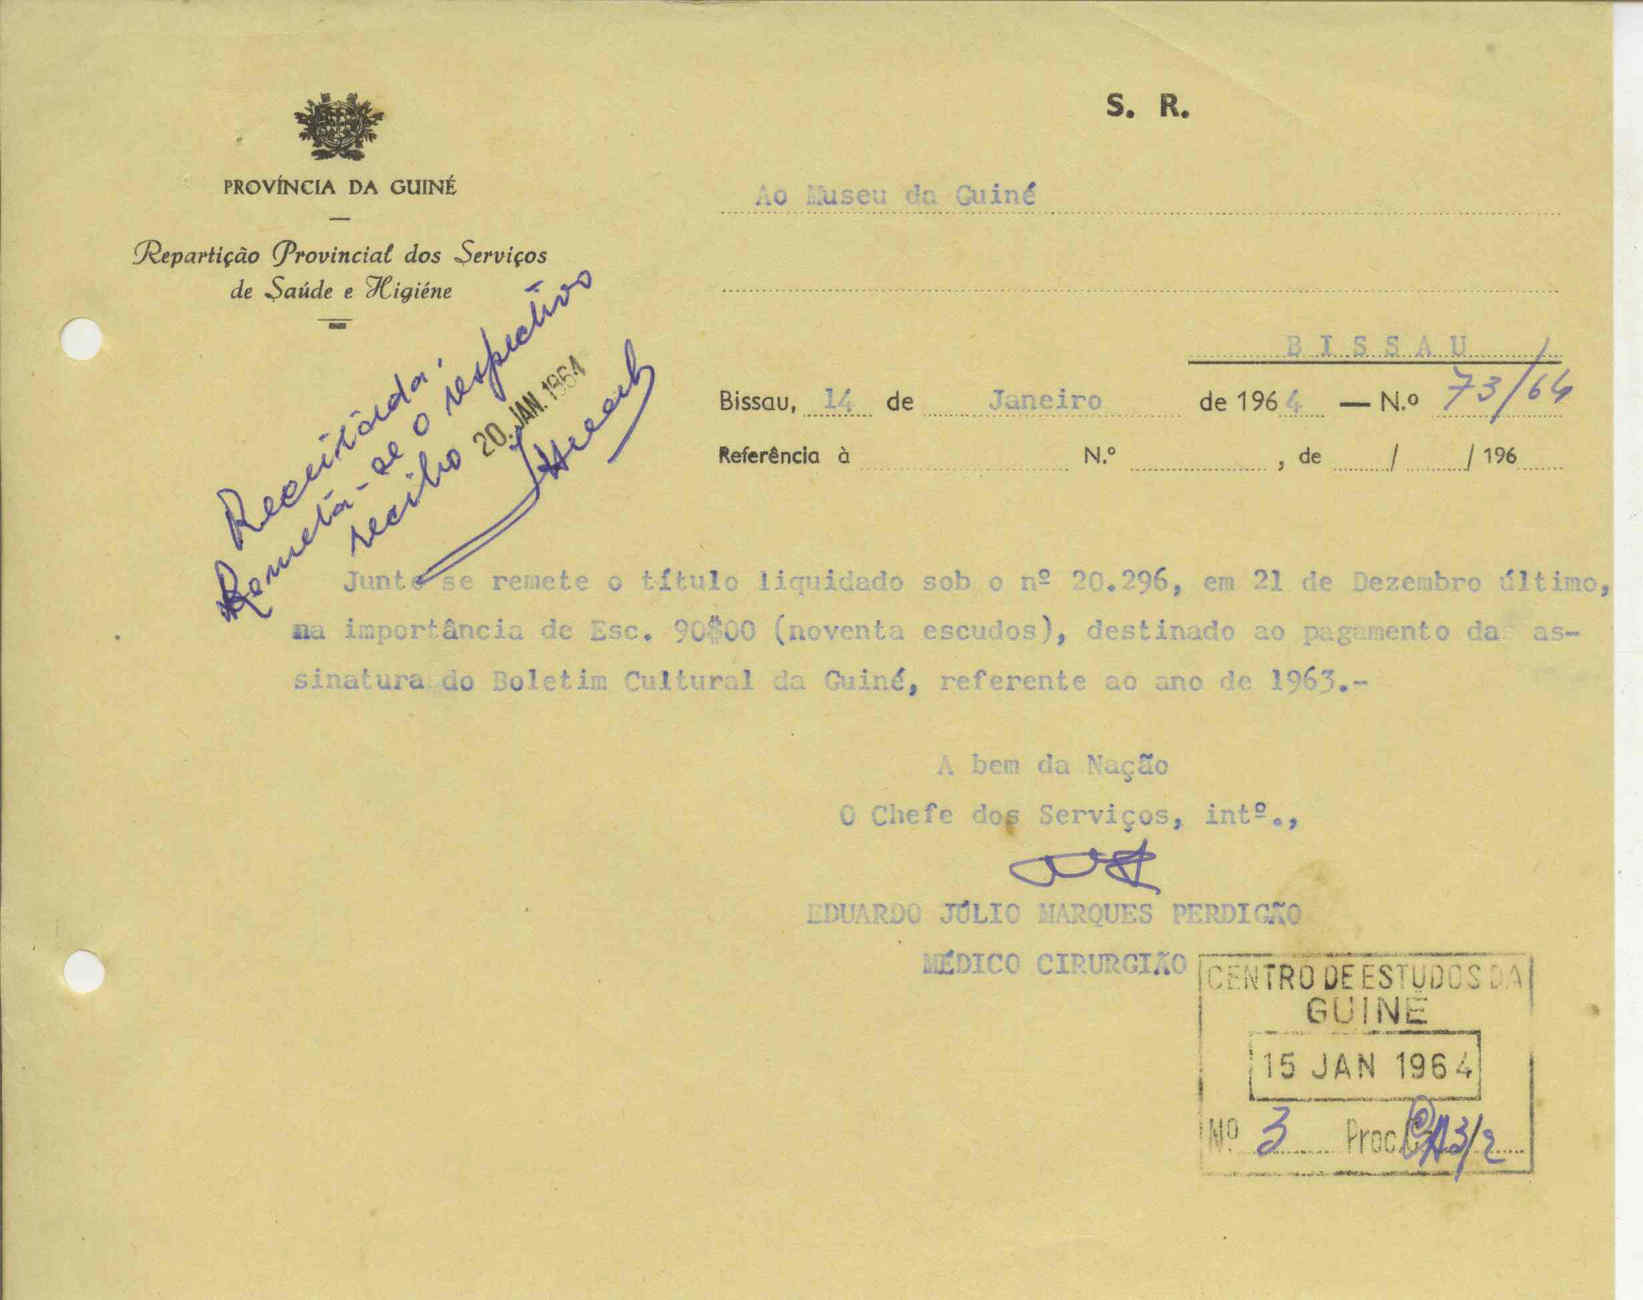 S. R.
PROVÍNCIA DA GUINÉ
Repartição Provincial dos Serviços
de Saúde e Higiéne
Ao Museu da Guiné
BISSAU
Bissau, 14 de Janeiro de 1964 — N.o 73/64
Referência à N.º , de / / 196
Receitada.
Remeta-se o respectivo
recibo
20. JAN. 1964
Junto se remete o título liquidado sob o nº 20.296, em 21 de Dezembro último,
na importância de Esc. 90$00 (noventa escudos), destinado ao pagamento da as-
sinatura do Boletim Cultural da Guiné, referente ao ano de 1963.-
A bem da Nação
O Chefe dos Serviços, intº.,
EDUARDO JÚLIO MARQUES PERDIGÃO
MÉDICO CIRURGIÃO
CENTRO DE ESTUDOS DA
GUINÉ
15 JAN 1964
Nº 3 Proc.